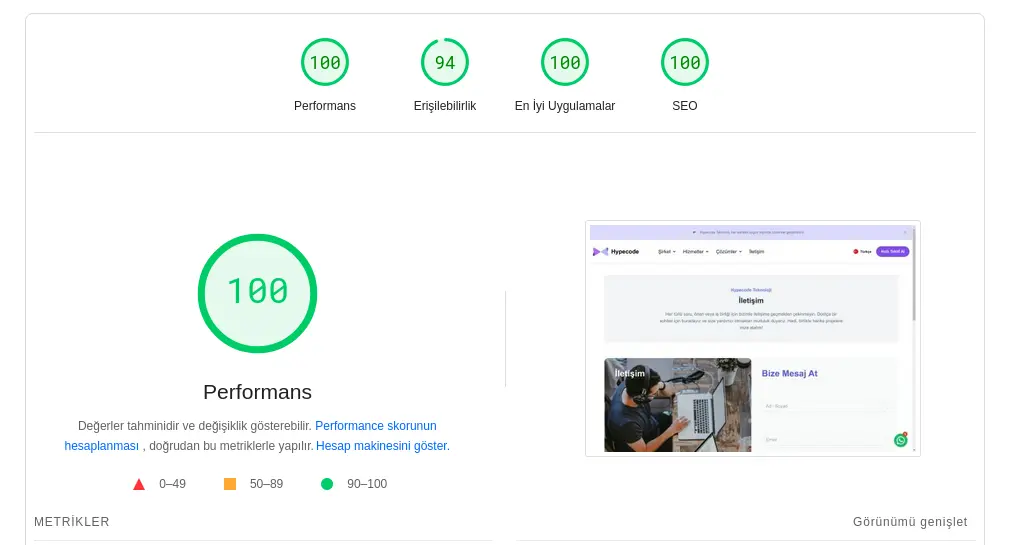 100
94
100
100
Performans
Erişilebilirlik
En İyi Uygulamalar
SEO
100
Performans
Değerler tahminidir ve değişiklik gösterebilir. Performance skorunun
hesaplanması , doğrudan bu metriklerle yapılır. Hesap makinesini göster.
0–49
50–89
90–100
Hypecode
Şirket
Hizmetler
Çözümler
İletişim
Türkçe
Hypecode Teknoloji
İletişim
İletişim
Bize Mesaj At
METRİKLER
Görünümü genişlet